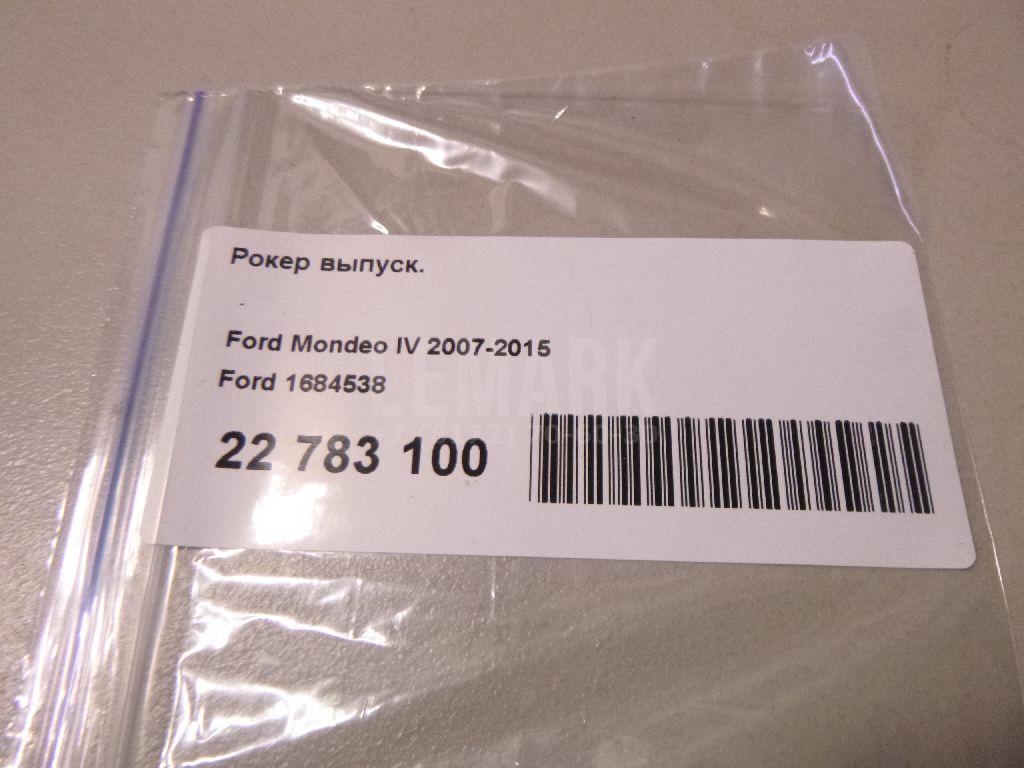 Рокер выпуск.
-
Ford Mondeo IV 2007-2015
Ford 1684538
LEMARK
22 783 100